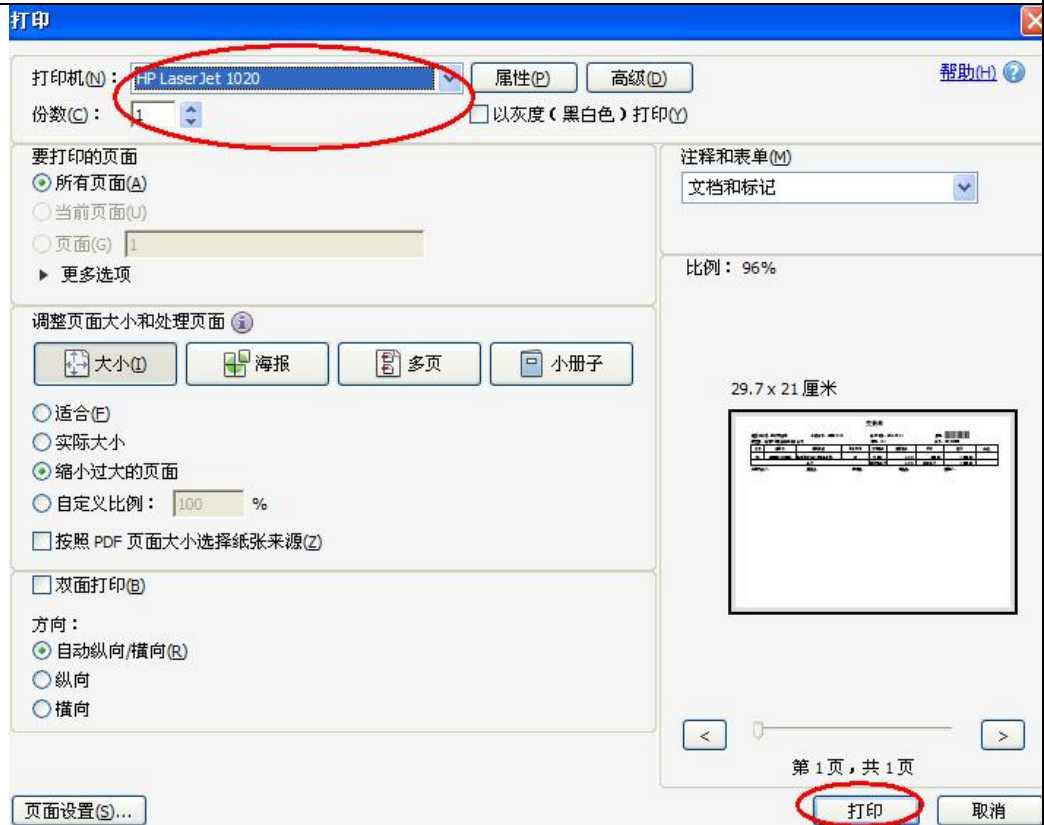 打印
打印机(N)： HP LaserJet 1020 属性(P) 高级(D) 帮助(H) ?
份数(C)： 1 以灰度（黑白色）打印(Y)
要打印的页面
所有页面(A)
当前页面(U)
页面(G) 1
更多选项
注释和表单(M)
文档和标记
调整页面大小和处理页面
大小(I) 海报 多页 小册子
适合(F)
实际大小
缩小过大的页面
自定义比例： 100 %
按照 PDF 页面大小选择纸张来源(Z)
双面打印(B)
方向：
自动纵向/横向(R)
纵向
横向
比例： 96%
29.7 x 21 厘米
< >
第 1 页，共 1 页
页面设置(S)... 打印 取消